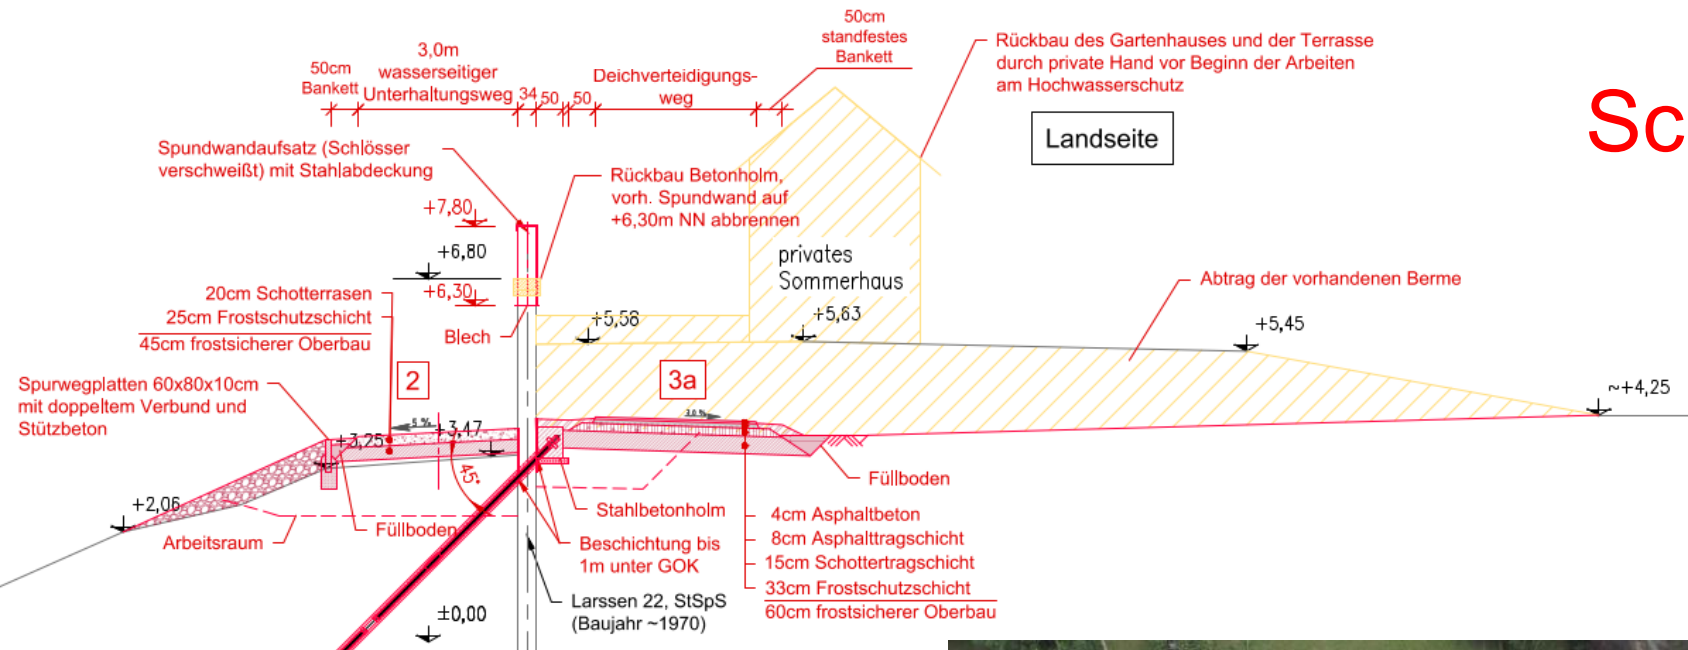 50cm
standfestes
Bankett
3,0m
wasserseitiger
Unterhaltungsweg
50cm
Bankett
34
50
50
Deichverteidigungs-
weg
Rückbau des Gartenhauses und der Terrasse
durch private Hand vor Beginn der Arbeiten
am Hochwasserschutz
Landseite
Sc
Spundwandaufsatz (Schlösser
verschweißt) mit Stahlabdeckung
Rückbau Betonholm,
vorh. Spundwand auf
+6,30m NN abbrennen
+7,80
+6,80
+6,30
privates
Sommerhaus
Abtrag der vorhandenen Berme
20cm Schotterrasen
25cm Frostschutzschicht
45cm frostsicherer Oberbau
Blech
+5,58
+5,63
+5,45
~+4,25
2
3a
Spurwegplatten 60x80x10cm
mit doppeltem Verbund und
Stützbeton
5 %
3,0 %
+3,25
+3,47
45°
+2,06
Füllboden
Arbeitsraum
Füllboden
Stahlbetonholm
Beschichtung bis
1m unter GOK
4cm Asphaltbeton
8cm Asphalttragschicht
15cm Schottertragschicht
33cm Frostschutzschicht
60cm frostsicherer Oberbau
Larssen 22, StSpS
(Baujahr ~1970)
±0,00